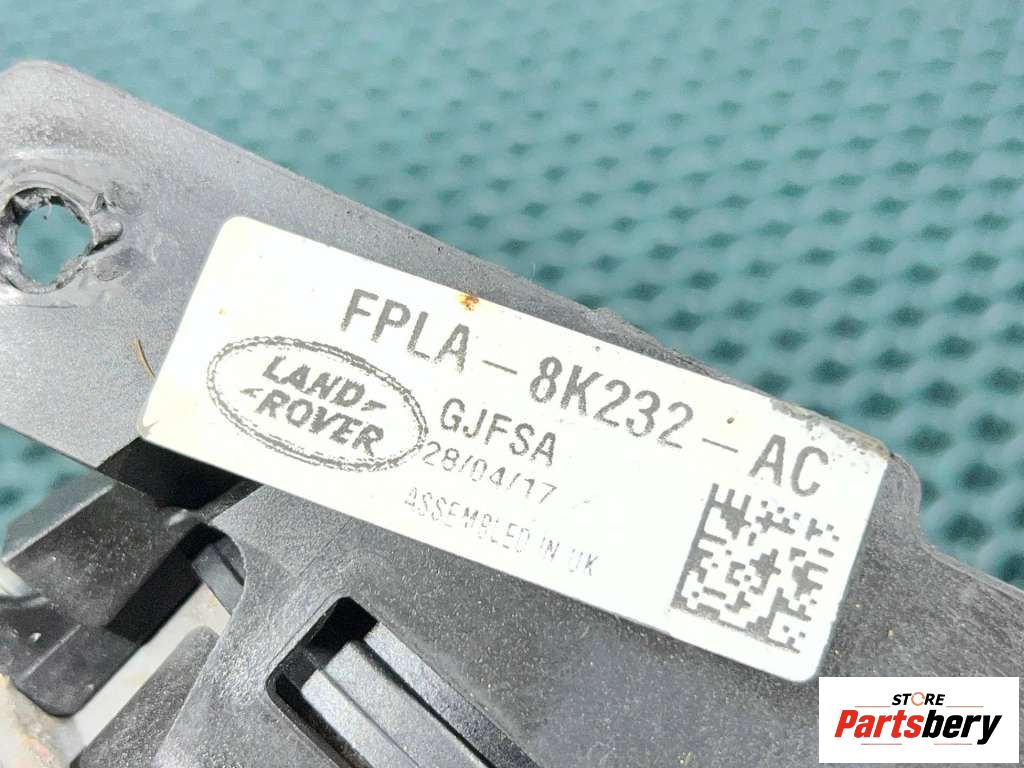 FPLA-8K232-AC
LAND
ROVER
GJFSA
28/04/17
ASSEMBLED IN UK
STORE
Partsbery